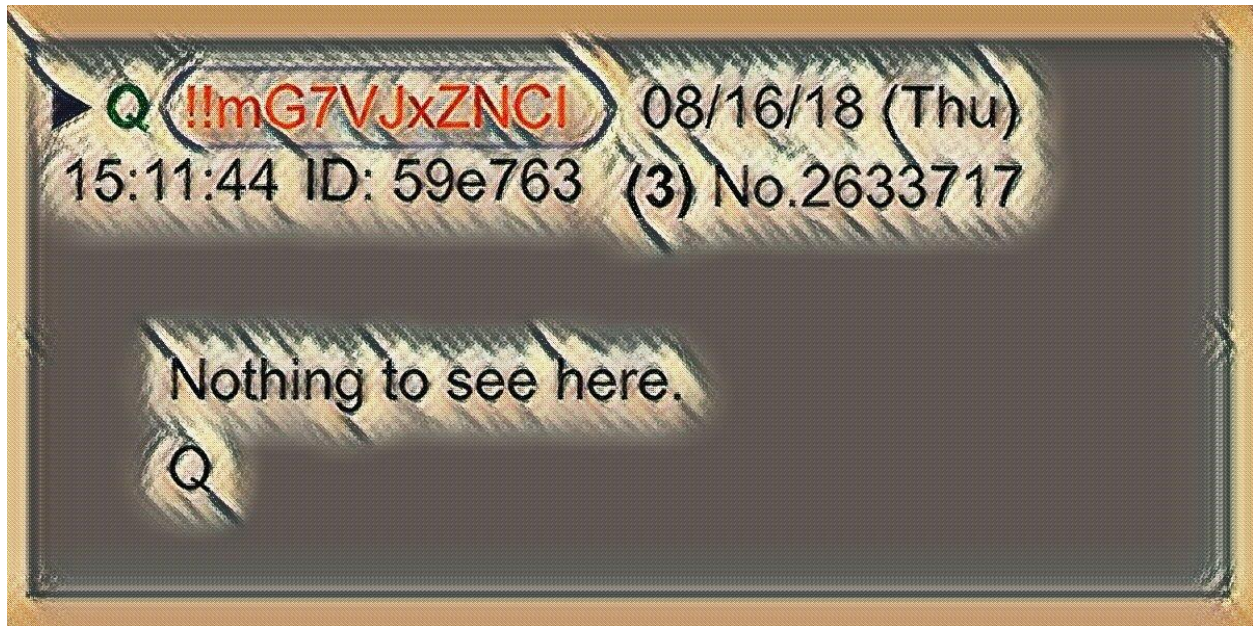 Q !!mG7VJxZNCI 08/16/18 (Thu)
15:11:44 ID: 59e763 (3) No.2633717
Nothing to see here.
Q